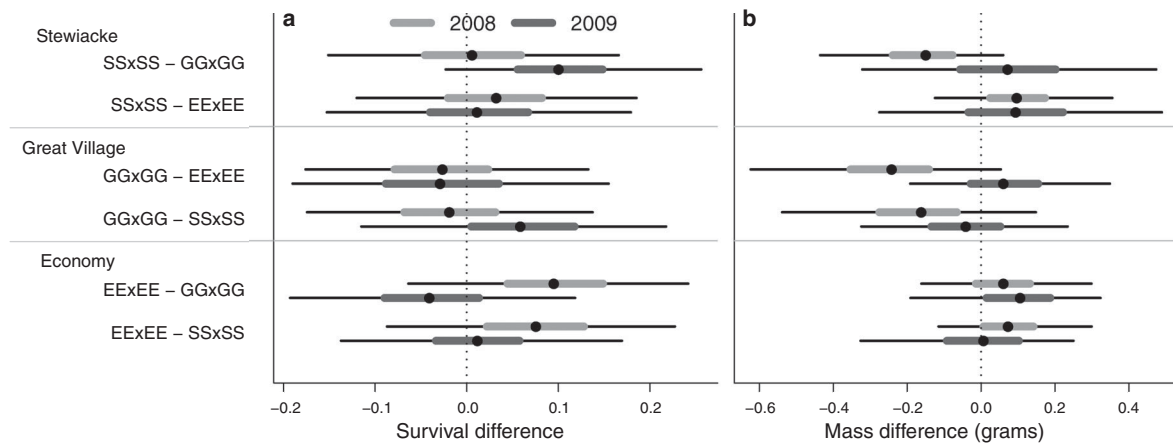 a
2008
2009
b
Stewiacke
SSxSS – GGxGG
SSxSS – EExEE
Great Village
GGxGG – EExEE
GGxGG – SSxSS
Economy
EExEE – GGxGG
EExEE – SSxSS
−0.2 −0.1 0.0 0.1 0.2
−0.6 −0.4 −0.2 0.0 0.2 0.4
Survival difference
Mass difference (grams)